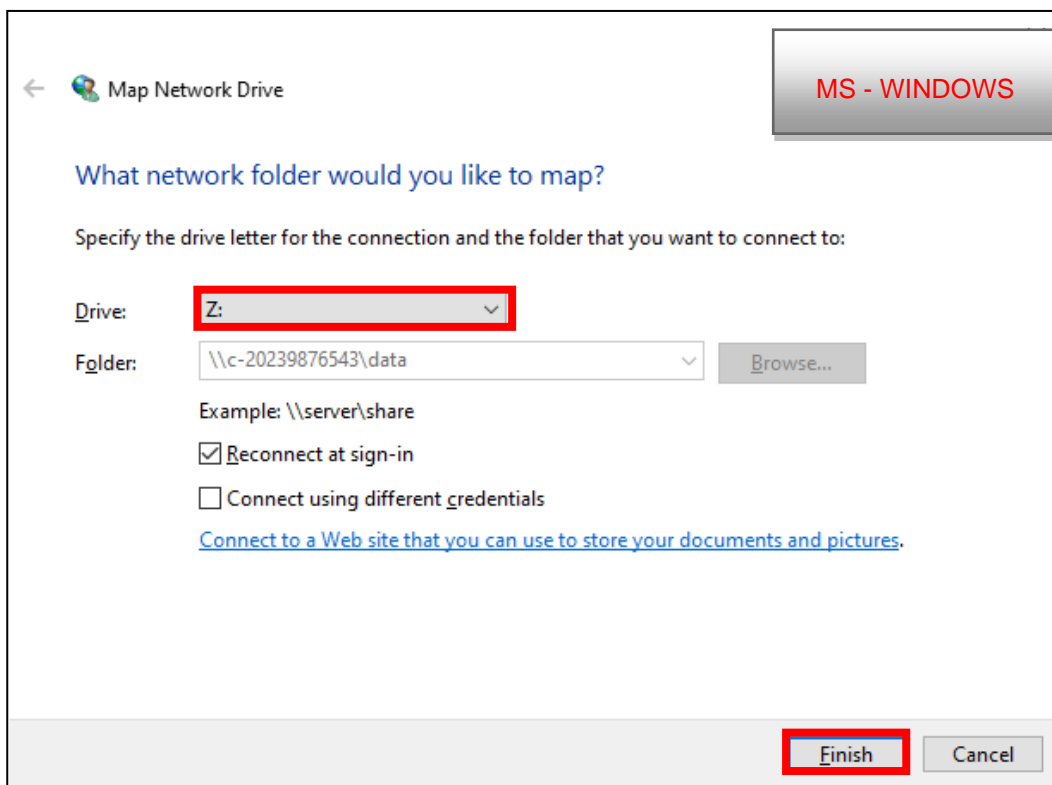 MS - WINDOWS
Map Network Drive
What network folder would you like to map?
Specify the drive letter for the connection and the folder that you want to connect to:
Drive: Z:
Folder: \\c-20239876543\data Browse...
Example: \\server\share
Reconnect at sign-in
Connect using different credentials
Connect to a Web site that you can use to store your documents and pictures.
Finish Cancel